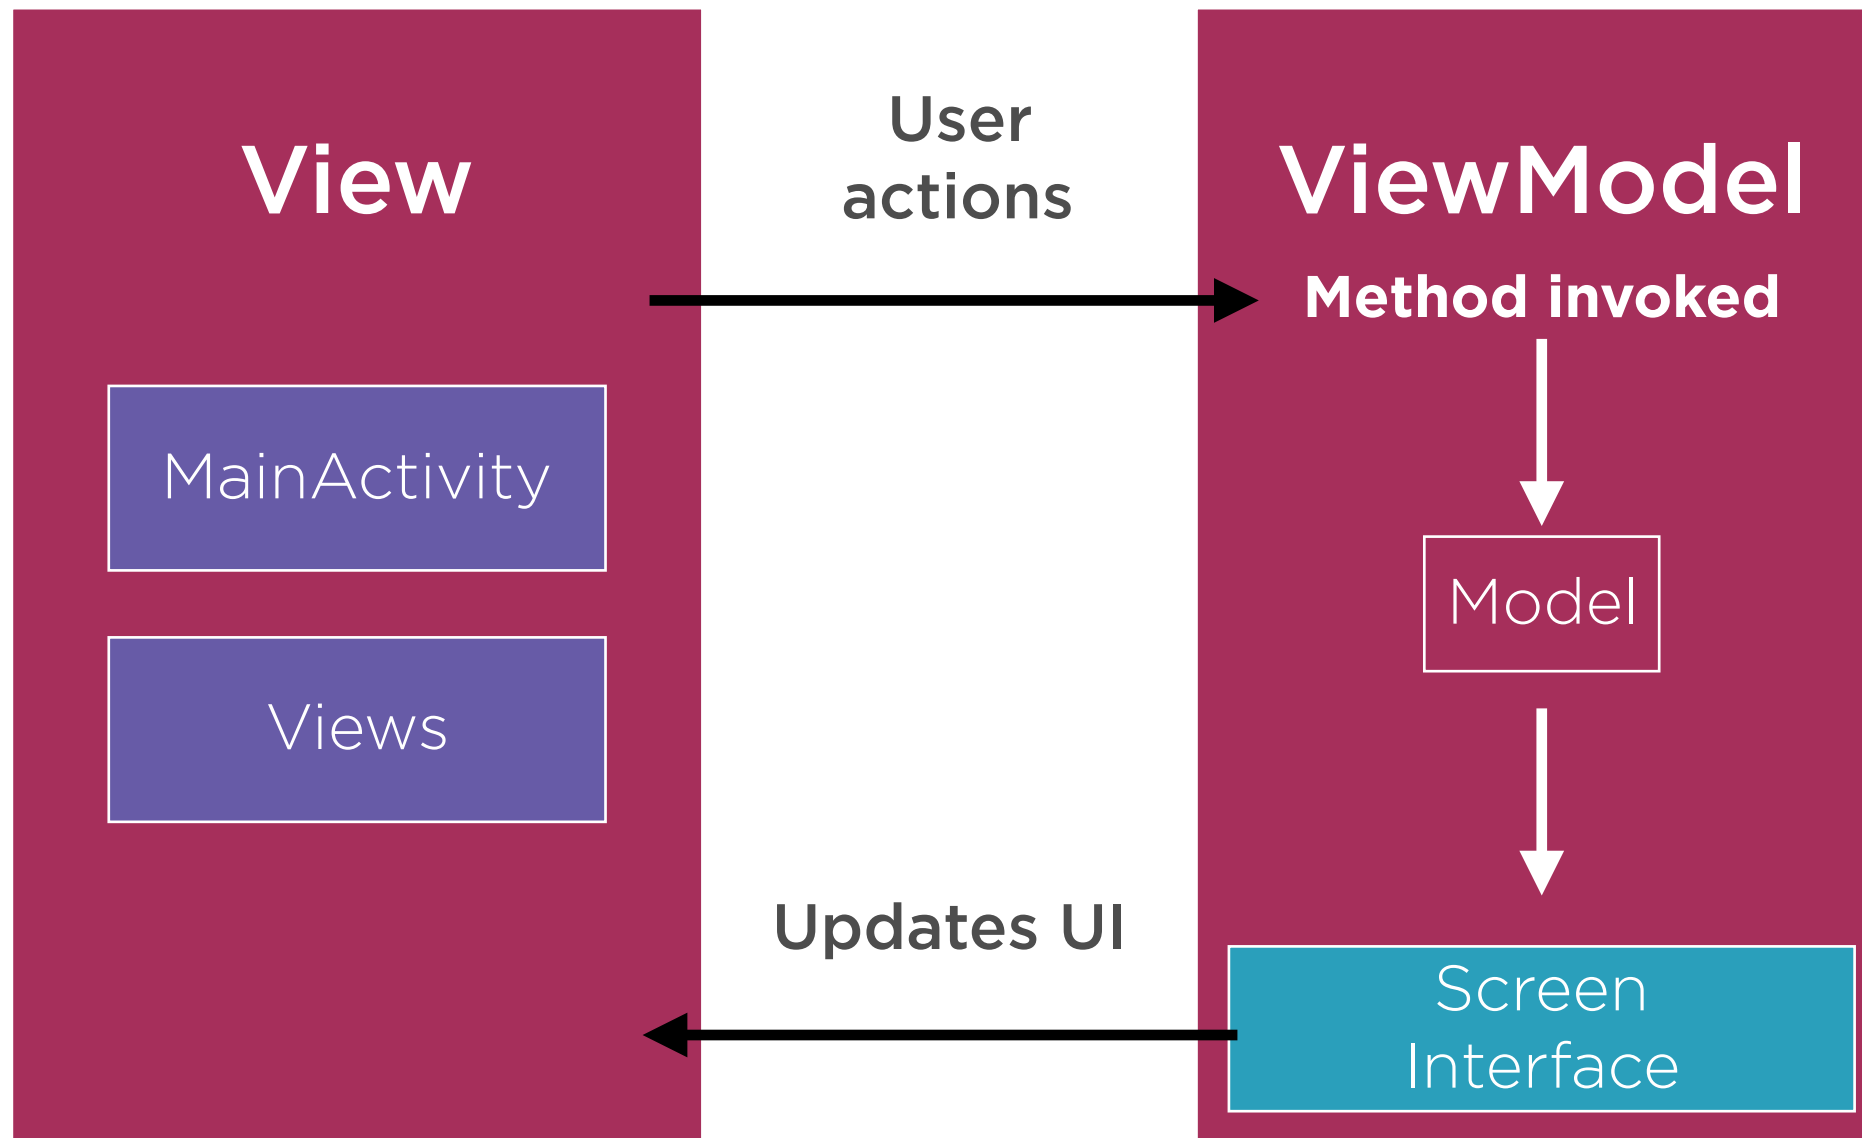 View
MainActivity
Views
User
actions
Updates UI
ViewModel
Method invoked
Model
Screen
Interface